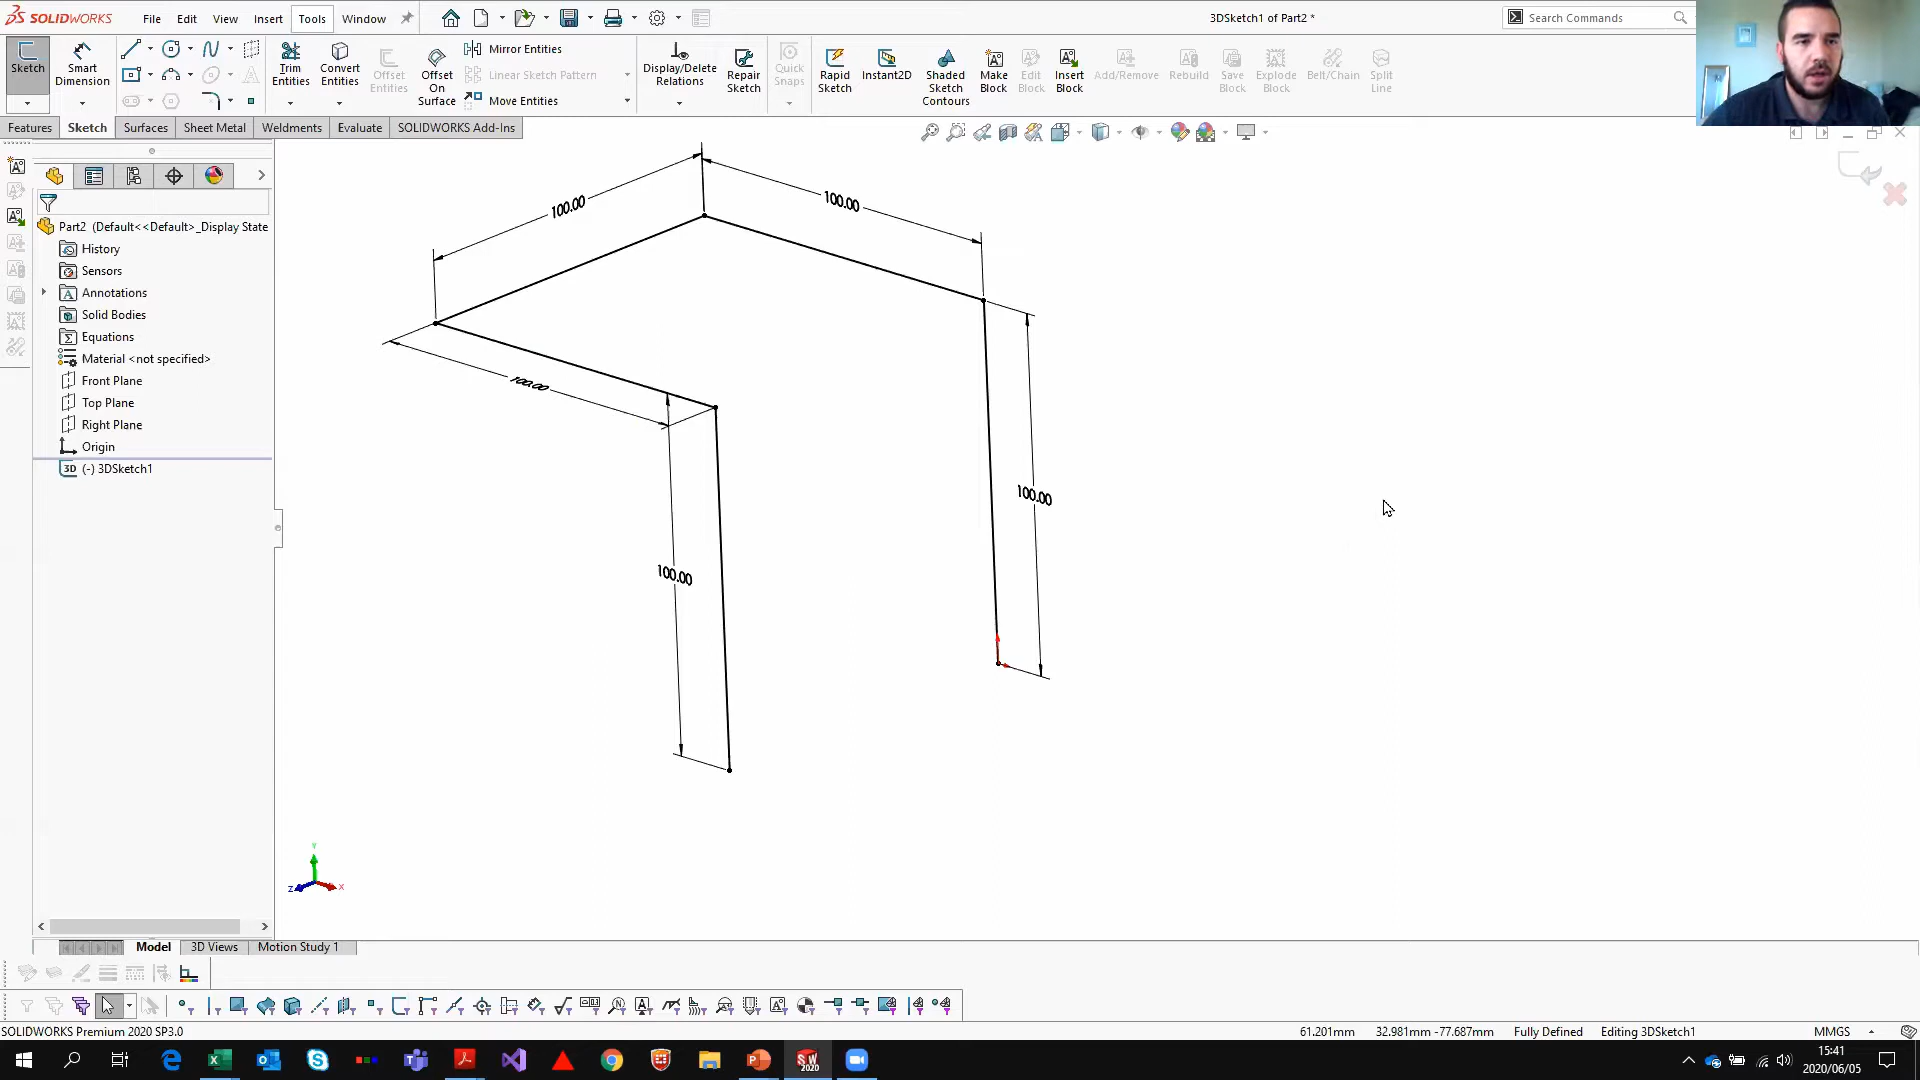 SOLIDWORKS
File Edit View Insert Tools Window
3DSketch1 of Part2 *
Search Commands
Sketch
Smart Dimension
Trim Entities
Convert Entities
Offset Entities
Offset On Surface
Mirror Entities
Linear Sketch Pattern
Move Entities
Display/Delete Relations
Repair Sketch
Quick Snaps
Rapid Sketch
Instant2D
Shaded Sketch Contours
Make Block
Edit Block
Insert Block
Add/Remove
Rebuild
Save Block
Explode Block
Belt/Chain
Split Line
Features Sketch Surfaces Sheet Metal Weldments Evaluate SOLIDWORKS Add-Ins
Part2 (Default<<Default>_Display State
History
Sensors
Annotations
Solid Bodies
Equations
Material <not specified>
Front Plane
Top Plane
Right Plane
Origin
3D (-) 3DSketch1
100.00
100.00
100.00
100.00
100.00
Y
Z X
Model 3D Views Motion Study 1
SOLIDWORKS Premium 2020 SP3.0
61.201mm 32.981mm -77.687mm Fully Defined Editing 3DSketch1 MMGS
15:41
2020/06/05